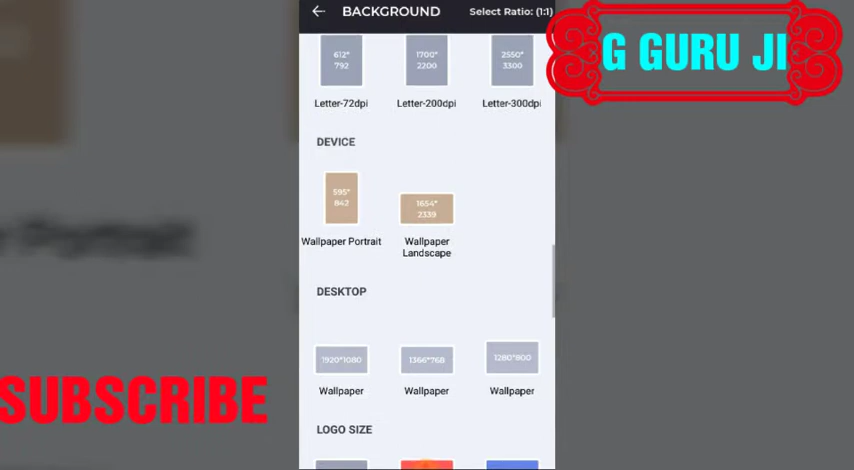 BACKGROUND
Select Ratio: (1:1)
G GURU JI
612*
792
1700*
2200
2550*
3300
Letter-72dpi
Letter-200dpi
Letter-300dpi
DEVICE
595*
842
1654*
2339
Wallpaper Portrait
Wallpaper
Landscape
DESKTOP
1920*1080
1366*768
1280*800
Wallpaper
Wallpaper
Wallpaper
SUBSCRIBE
LOGO SIZE